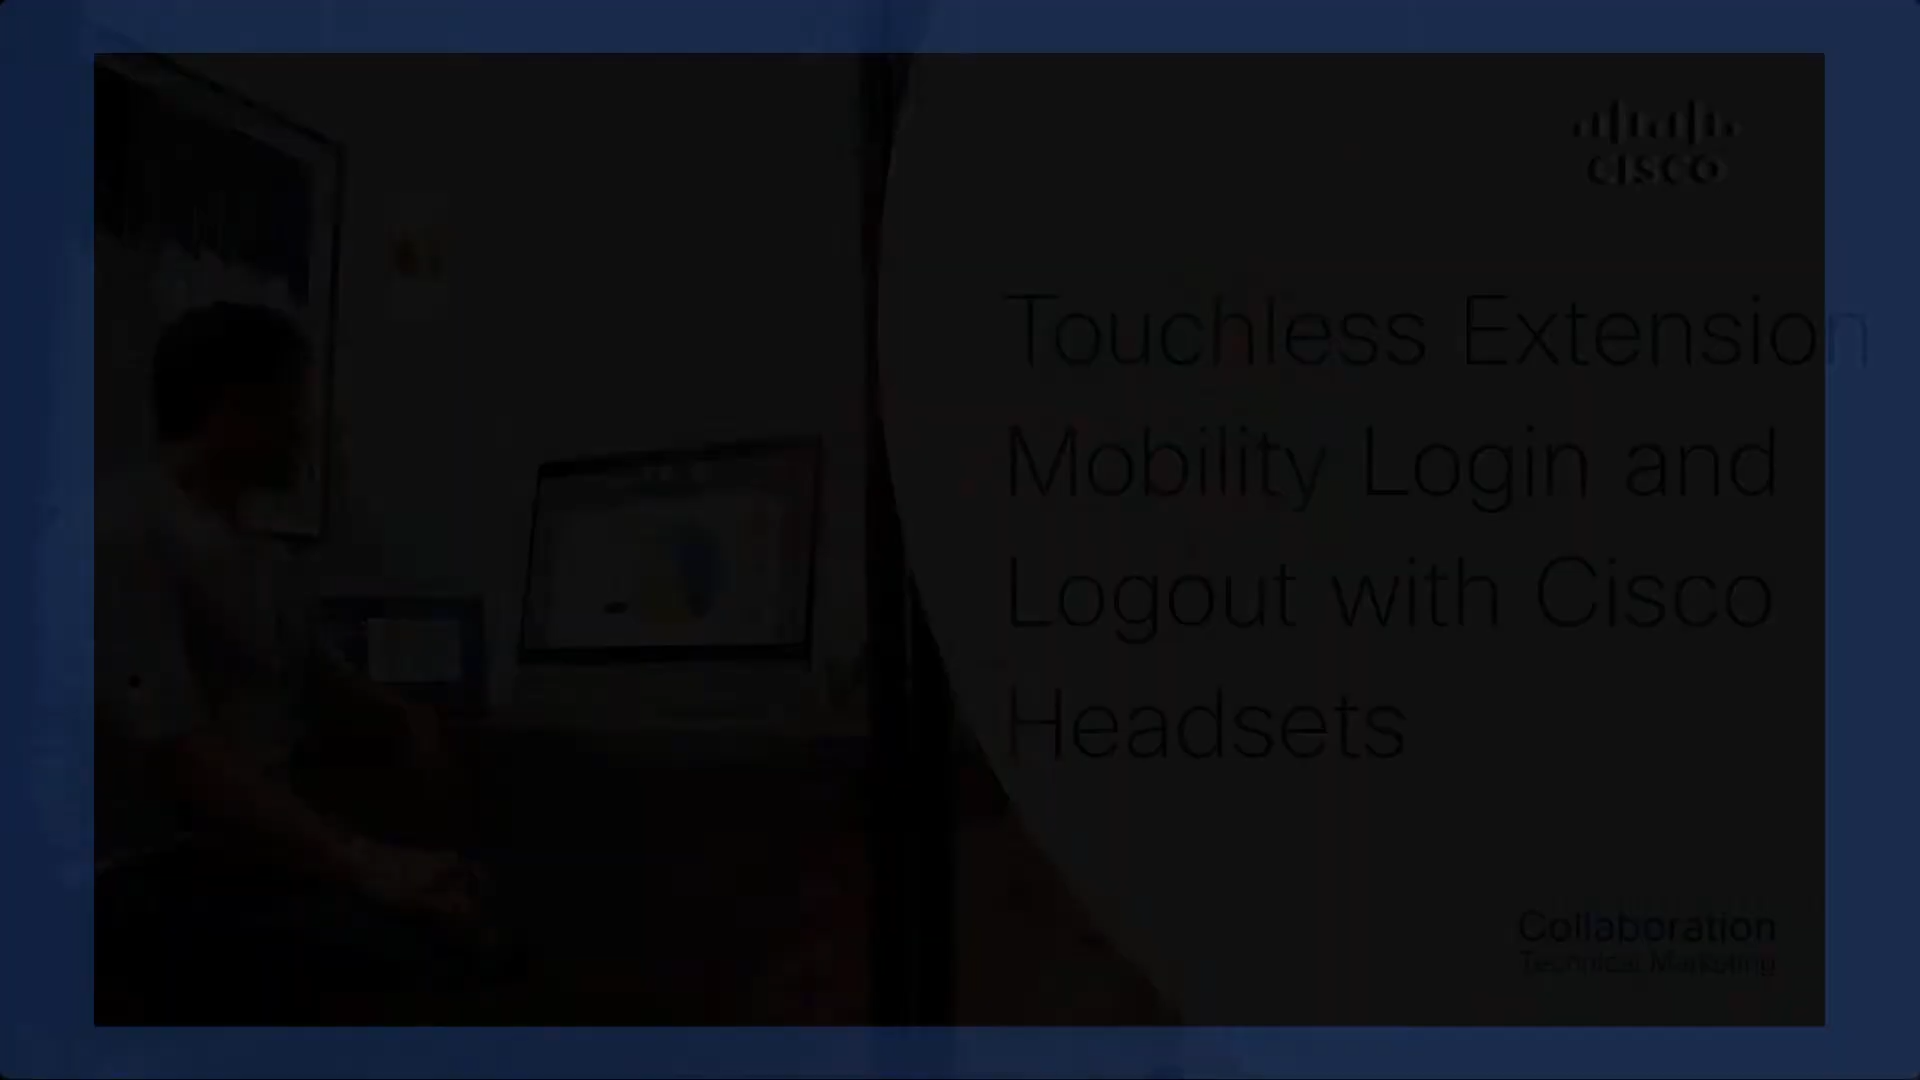 CISCO
Touchless Extension
Mobility Login and
Logout with Cisco
Headsets
Collaboration
Technical Marketing